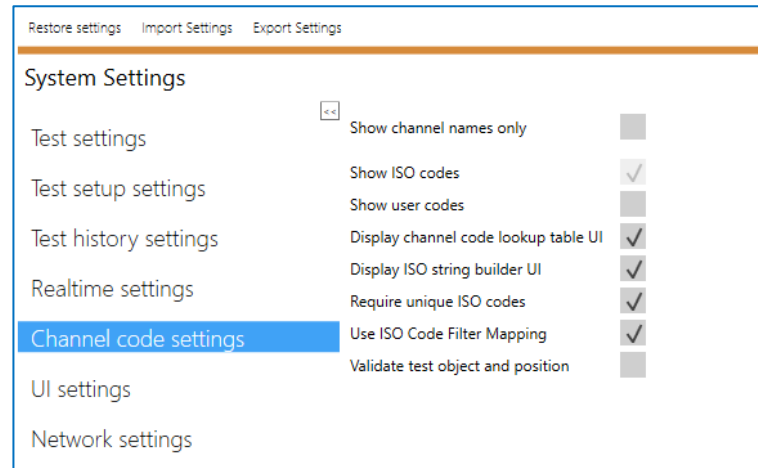 Restore settings Import Settings Export Settings
System Settings
<<
Test settings
Test setup settings
Test history settings
Realtime settings
Channel code settings
UI settings
Network settings
Show channel names only
Show ISO codes
Show user codes
Display channel code lookup table UI
Display ISO string builder UI
Require unique ISO codes
Use ISO Code Filter Mapping
Validate test object and position